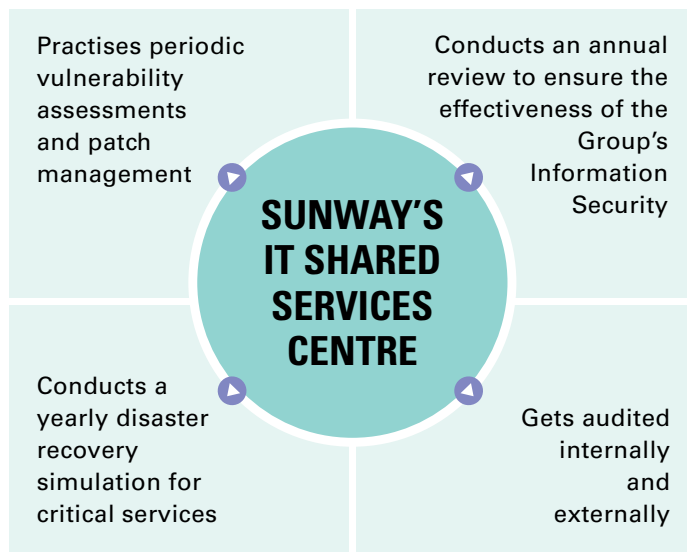 Practises periodic
vulnerability
assessments
and patch
management
Conducts an annual
review to ensure the
effectiveness of the
Group's
Information
Security
SUNWAY'S
IT SHARED
SERVICES
CENTRE
Conducts a
yearly disaster
recovery
simulation for
critical services
Gets audited
internally
and
externally